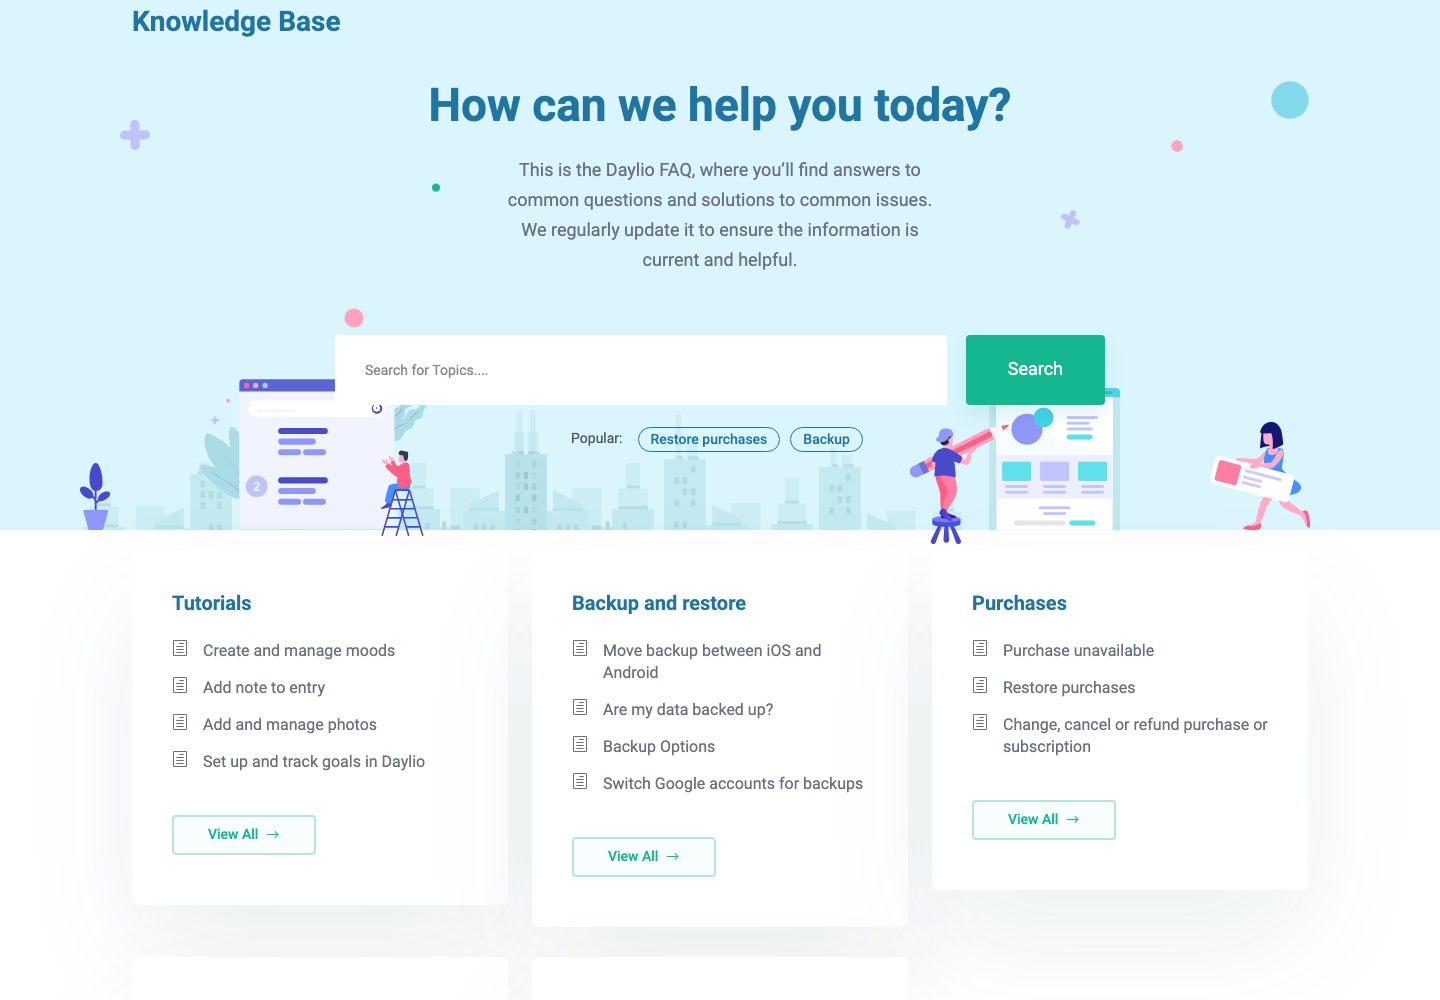 Knowledge Base
How can we help you today?
This is the Daylio FAQ, where you’ll find answers to
common questions and solutions to common issues.
We regularly update it to ensure the information is
current and helpful.
Search for Topics....
Search
Popular:
Restore purchases
Backup
2
Tutorials
Create and manage moods
Add note to entry
Add and manage photos
Set up and track goals in Daylio
View All →
Backup and restore
Move backup between iOS and
Android
Are my data backed up?
Backup Options
Switch Google accounts for backups
View All →
Purchases
Purchase unavailable
Restore purchases
Change, cancel or refund purchase or
subscription
View All →